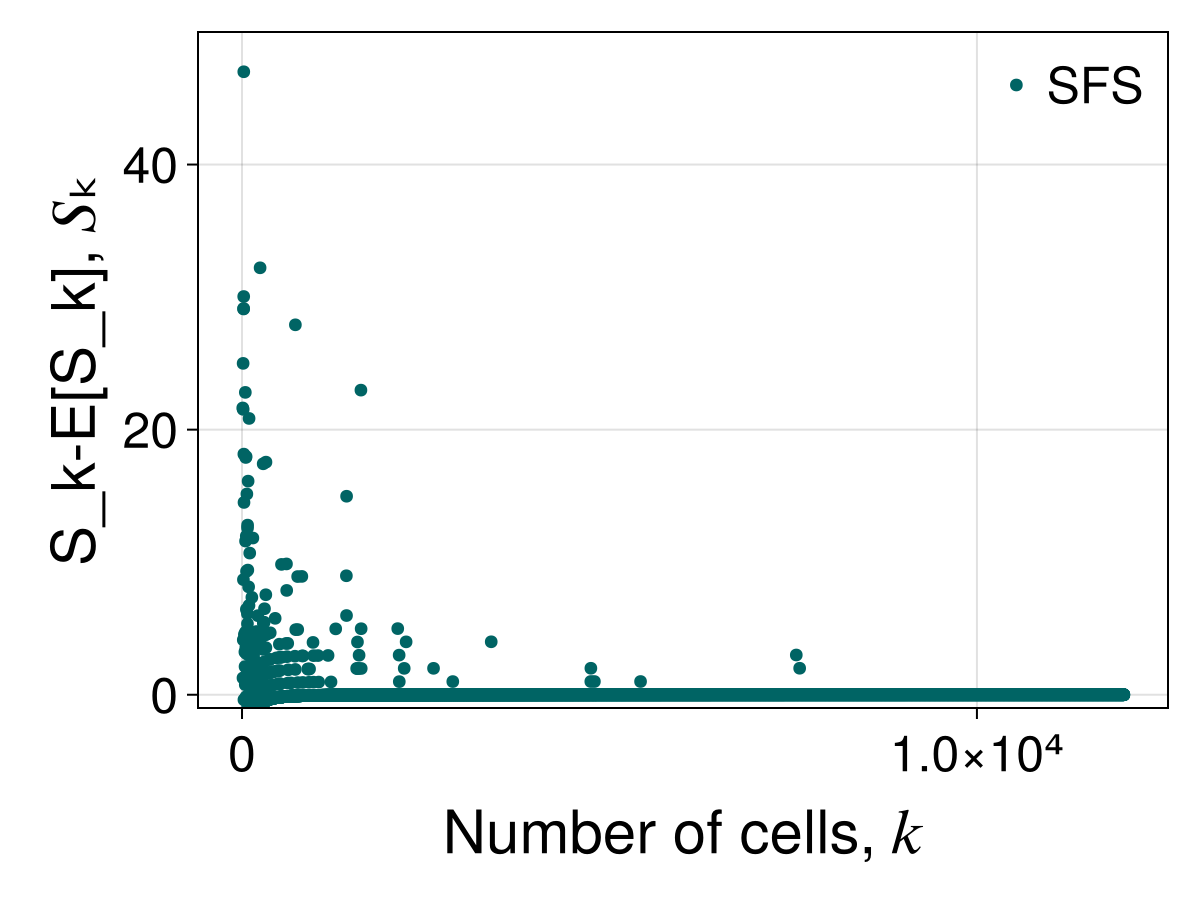 SFS
40
20
0
S_k-E[S_k], Sₖ
0
1.0×10⁴
Number of cells, k